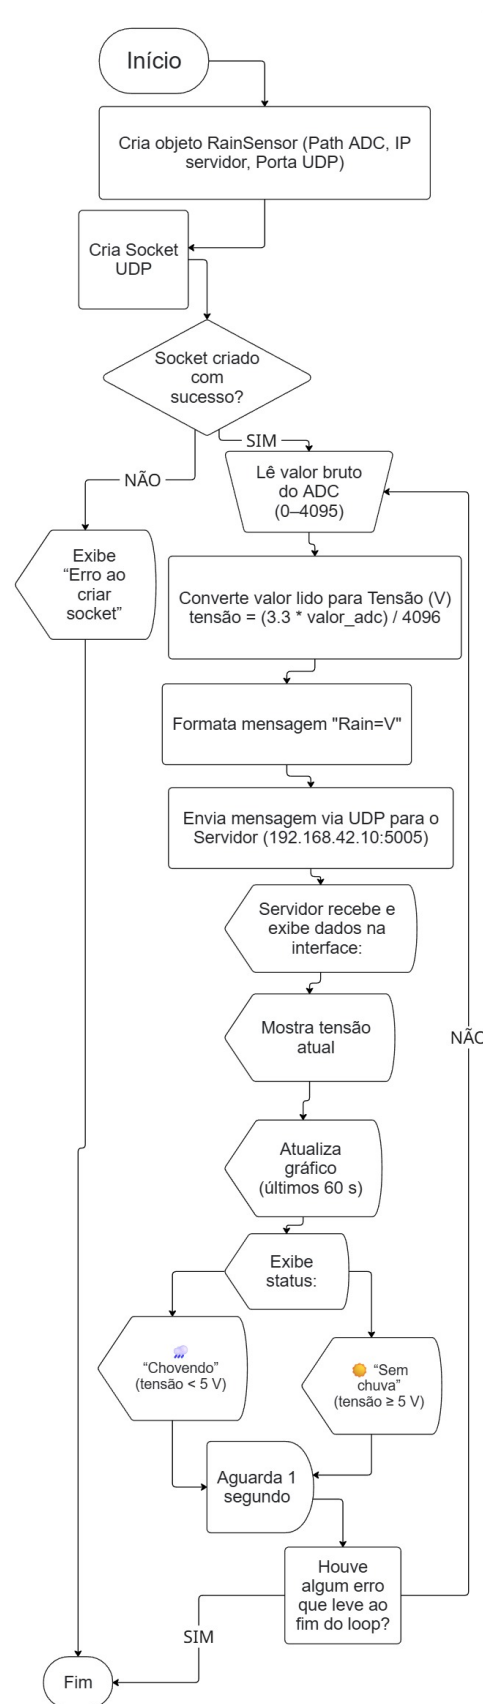 Início
Cria objeto RainSensor (Path ADC, IP
servidor, Porta UDP)
Cria Socket
UDP
Socket criado
com
sucesso?
SIM
NÃO
Lê valor bruto
do ADC
(0–4095)
Exibe
“Erro ao
criar
socket”
Converte valor lido para Tensão (V)
tensão = (3.3 * valor_adc) / 4096
Formata mensagem "Rain=V"
Envia mensagem via UDP para o
Servidor (192.168.42.10:5005)
Servidor recebe e
exibe dados na
interface:
Mostra tensão
atual
NÃO
Atualiza
gráfico
(últimos 60 s)
Exibe
status:
“Chovendo”
(tensão < 5 V)
“Sem
chuva”
(tensão ≥ 5 V)
Aguarda 1
segundo
Houve
algum erro
que leve ao
fim do loop?
SIM
Fim